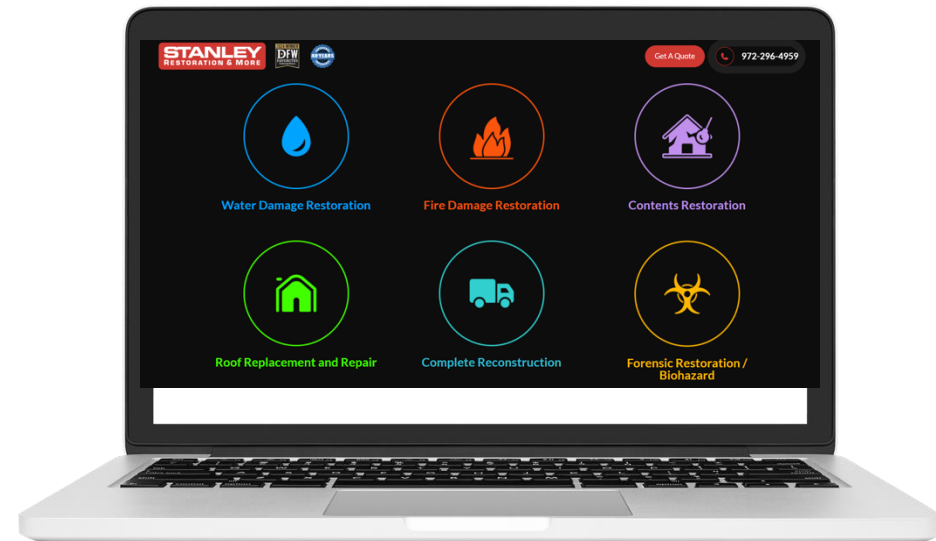 STANLEY
RESTORATION & MORE
DFW
Get A Quote
972-296-4959
Water Damage Restoration
Fire Damage Restoration
Contents Restoration
Roof Replacement and Repair
Complete Reconstruction
Forensic Restoration /
Biohazard